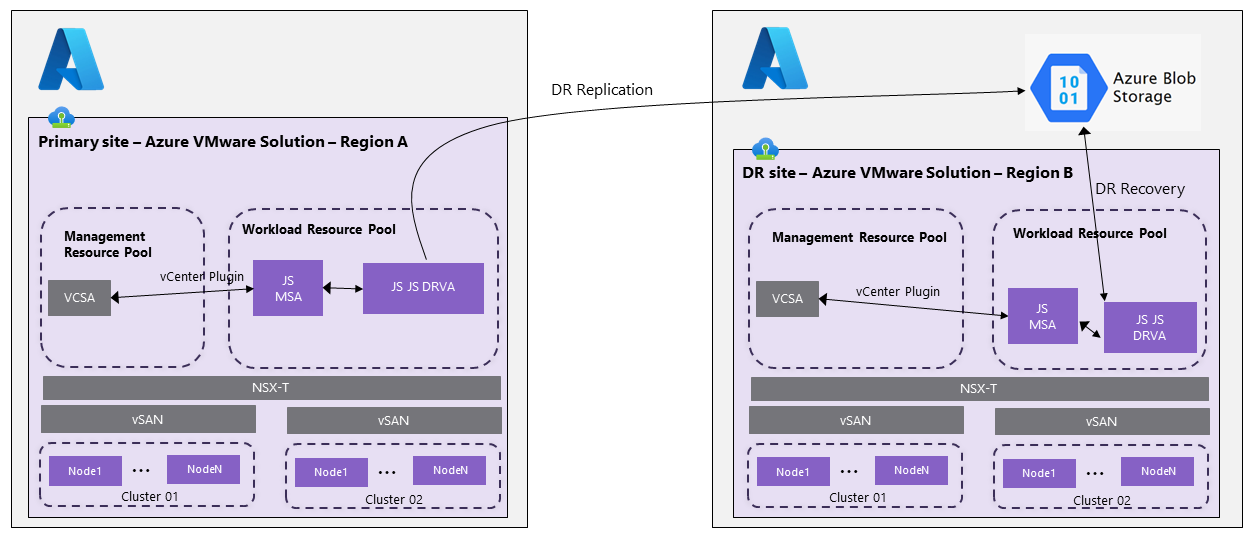 DR Replication
10
01
Azure Blob
Storage
Primary site – Azure VMware Solution – Region A
Management
Resource Pool
Workload Resource Pool
vCenter Plugin
VCSA
JS
MSA
JS JS DRVA
NSX-T
vSAN
vSAN
Node1
...
NodeN
Cluster 01
Node1
...
NodeN
Cluster 02
DR site – Azure VMware Solution – Region B
DR Recovery
Management Resource Pool
Workload Resource Pool
VCSA
vCenter Plugin
JS
MSA
JS JS
DRVA
NSX-T
vSAN
vSAN
Node1
...
NodeN
Cluster 01
Node1
...
NodeN
Cluster 02